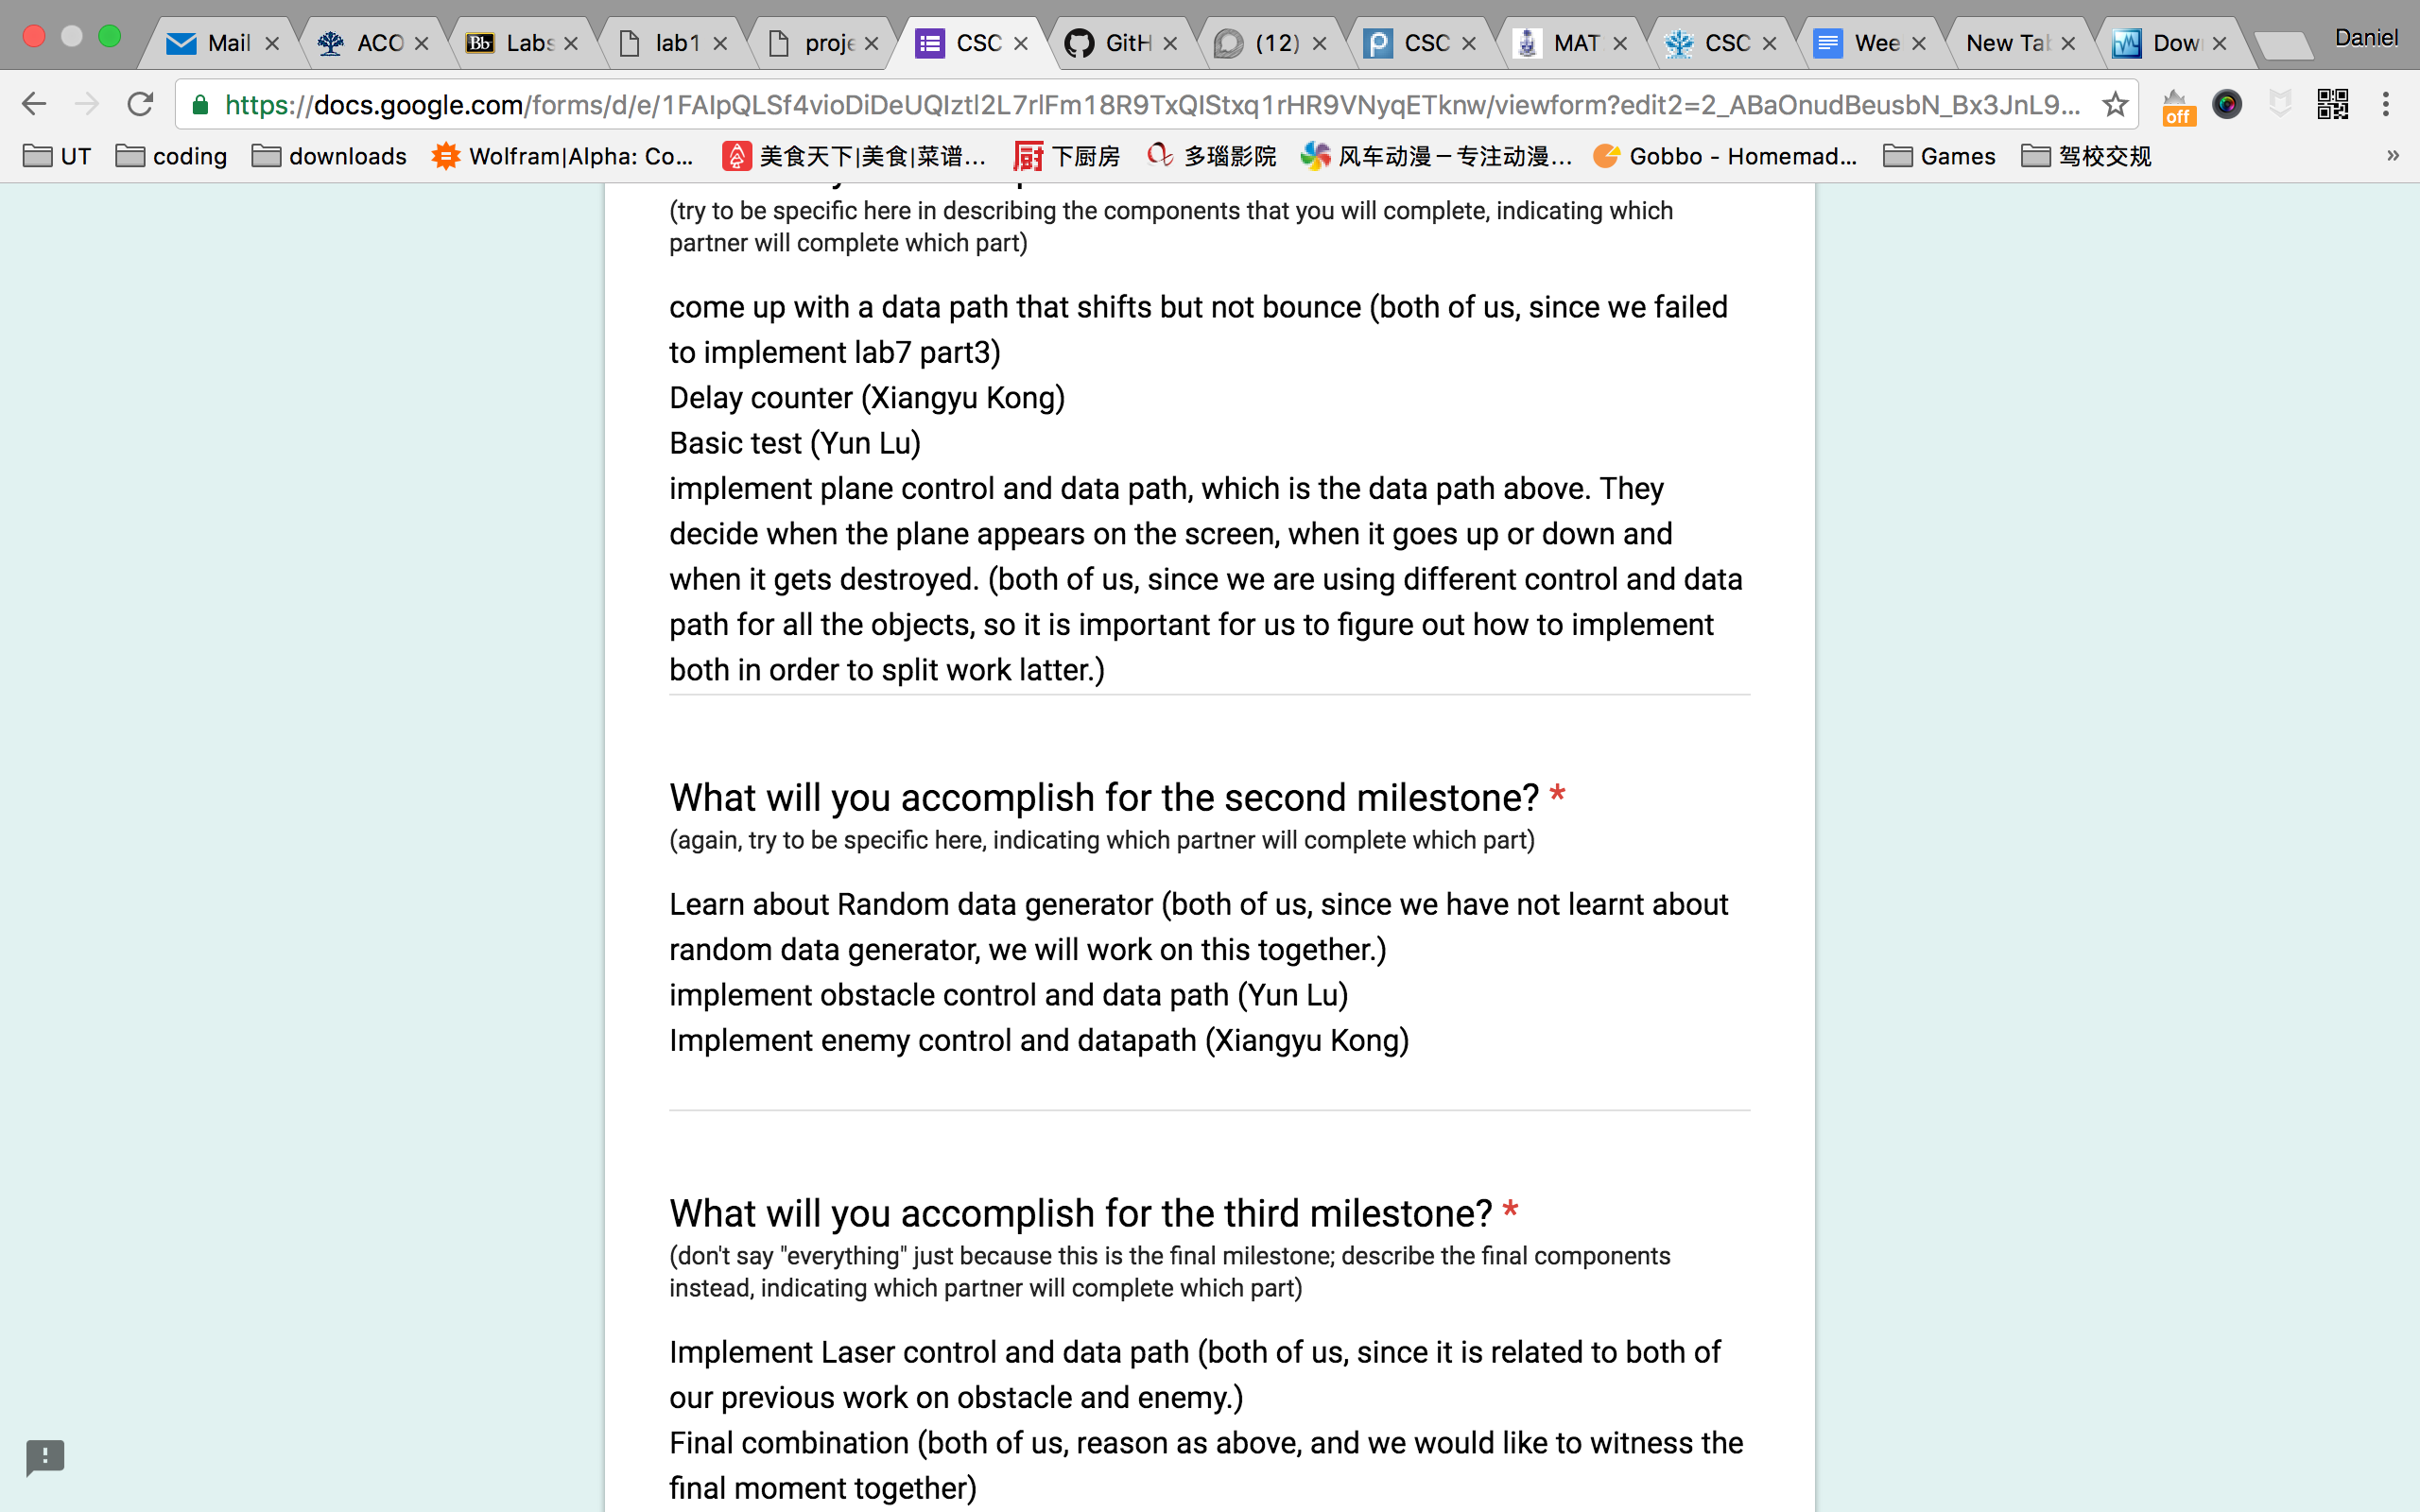 Mail
ACO
Labs
lab1
proje
CSC
GitH
(12)
CSC
MAT
CSC
Wee
New Tab
Dow
Daniel
https://docs.google.com/forms/d/e/1FAIpQLSf4vioDiDeUQIztl2L7rlFm18R9TxQIStxq1rHR9VNyqETknw/viewform?edit2=2_ABaOnudBeusbN_Bx3JnL9...
off
UT
coding
downloads
Wolfram|Alpha: Co...
美食天下|美食|菜谱...
下厨房
多瑙影院
风车动漫－专注动漫...
Gobbo - Homemad...
Games
驾校交规
»
(try to be specific here in describing the components that you will complete, indicating which
partner will complete which part)
come up with a data path that shifts but not bounce (both of us, since we failed
to implement lab7 part3)
Delay counter (Xiangyu Kong)
Basic test (Yun Lu)
implement plane control and data path, which is the data path above. They
decide when the plane appears on the screen, when it goes up or down and
when it gets destroyed. (both of us, since we are using different control and data
path for all the objects, so it is important for us to figure out how to implement
both in order to split work latter.)
What will you accomplish for the second milestone? *
(again, try to be specific here, indicating which partner will complete which part)
Learn about Random data generator (both of us, since we have not learnt about
random data generator, we will work on this together.)
implement obstacle control and data path (Yun Lu)
Implement enemy control and datapath (Xiangyu Kong)
What will you accomplish for the third milestone? *
(don't say "everything" just because this is the final milestone; describe the final components
instead, indicating which partner will complete which part)
Implement Laser control and data path (both of us, since it is related to both of
our previous work on obstacle and enemy.)
Final combination (both of us, reason as above, and we would like to witness the
final moment together)